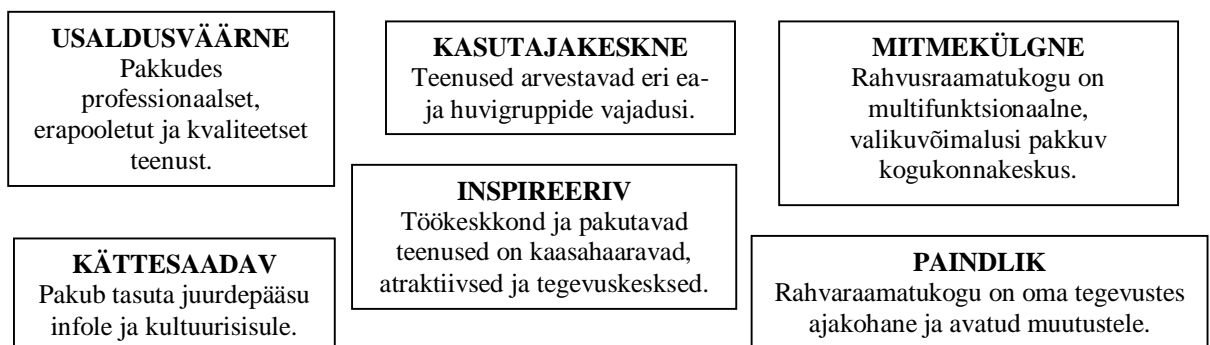 USALDUSVÄÄRNE
Pakkudes
professionaalset,
erapooletut ja kvaliteetset
teenust.
KASUTAJAKESKNE
Teenused arvestavad eri ea-
ja huvigruppide vajadusi.
MITMEKÜLGNE
Rahvusraamatukogu on
multifunktsionaalne,
valikuvõimalusi pakkuv
kogukonnakeskus.
INSPIREERIV
Töökeskkond ja pakutavad
teenused on kaasahaaravad,
atraktiivsed ja tegevuskesksed.
KÄTTESAADAV
Pakub tasuta juurdepääsu
infole ja kultuurisisule.
PAINDLIK
Rahvaraamatukogu on oma tegevustes
ajakohane ja avatud muutustele.